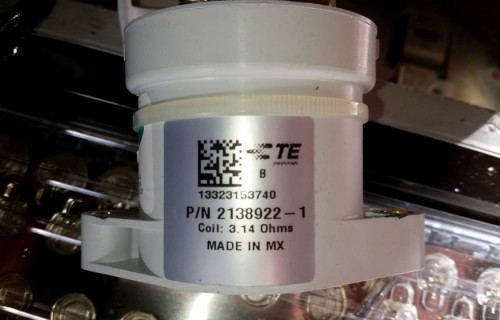 TE
B
13323153740
P/N 2138922-1
Coil: 3.14 Ohms
MADE IN MX